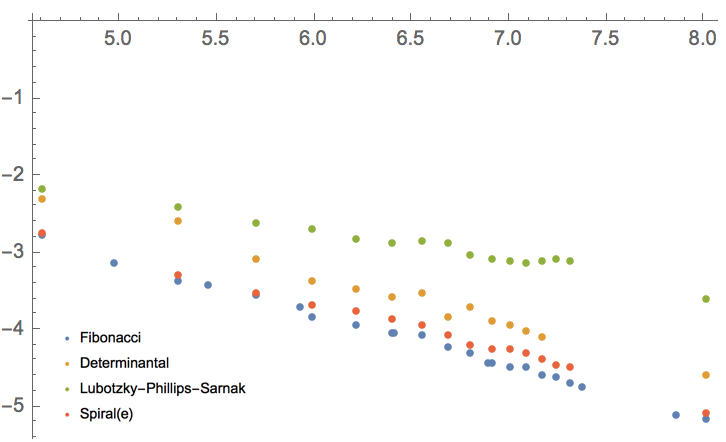 5.0 5.5 6.0 6.5 7.0 7.5 8.0
-1
-2
-3
-4
-5
Fibonacci
Determinantal
Lubotzky-Phillips-Sarnak
Spiral(e)